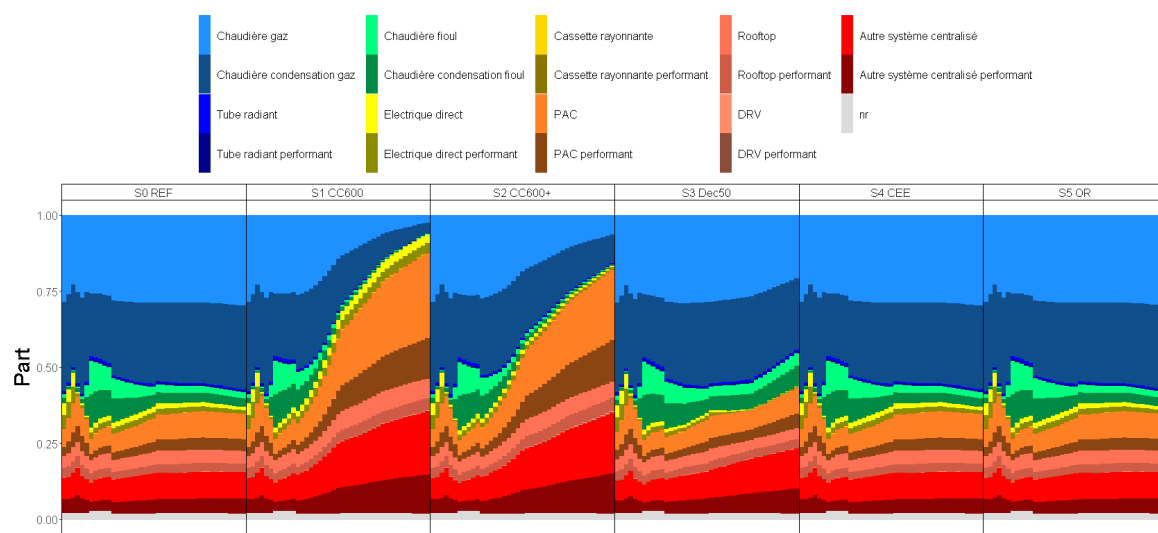 Chaudière gaz
Chaudière fioul
Cassette rayonnante
Rooftop
Autre système centralisé
Chaudière condensation gaz
Chaudière condensation fioul
Cassette rayonnante performant
Rooftop performant
Autre système centralisé performant
Tube radiant
Electrique direct
PAC
DRV
nr
Tube radiant performant
Electrique direct performant
PAC performant
DRV performant
S0 REF
S1 CC600
S2 CC600+
S3 Dec50
S4 CEE
S5 OR
1.00
0.75
0.50
0.25
0.00
Part